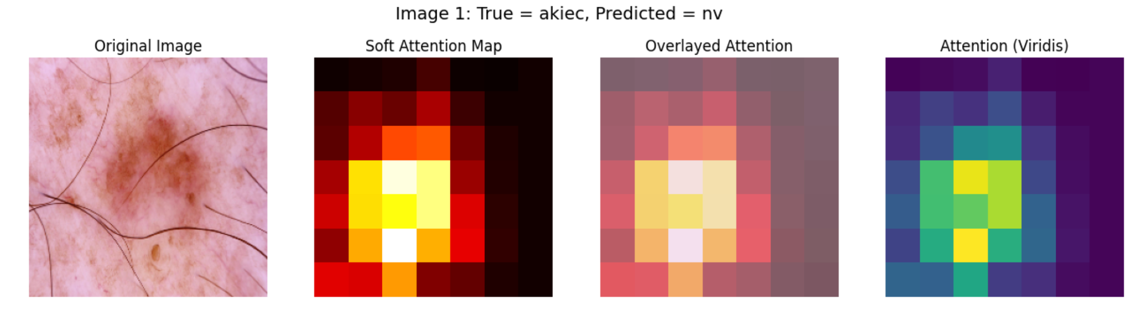 Image 1: True = akiec, Predicted = nv
Original Image
Soft Attention Map
Overlayed Attention
Attention (Viridis)